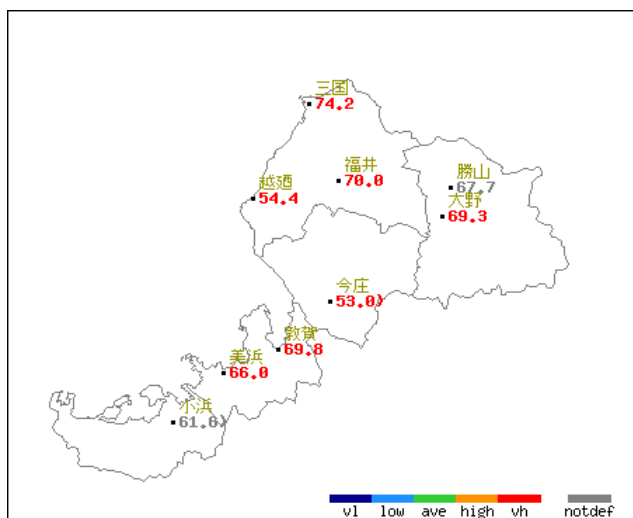 三国
74.2
福井
70.0
越廼
54.4
勝山
67.7
大野
69.3
今庄
53.0)
敦賀
69.8
美浜
66.0
小浜
61.6)
vl low ave high vh notdef